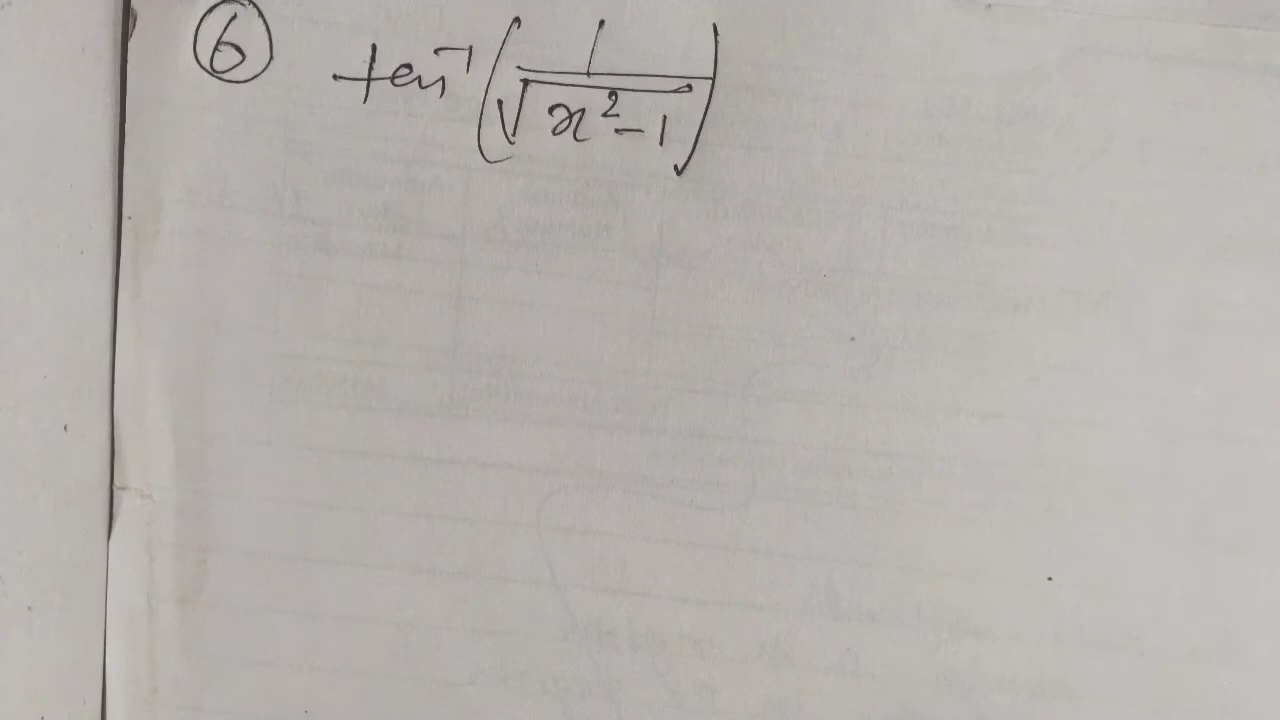 ⑥ tan⁻¹ (1/√(x²-1))